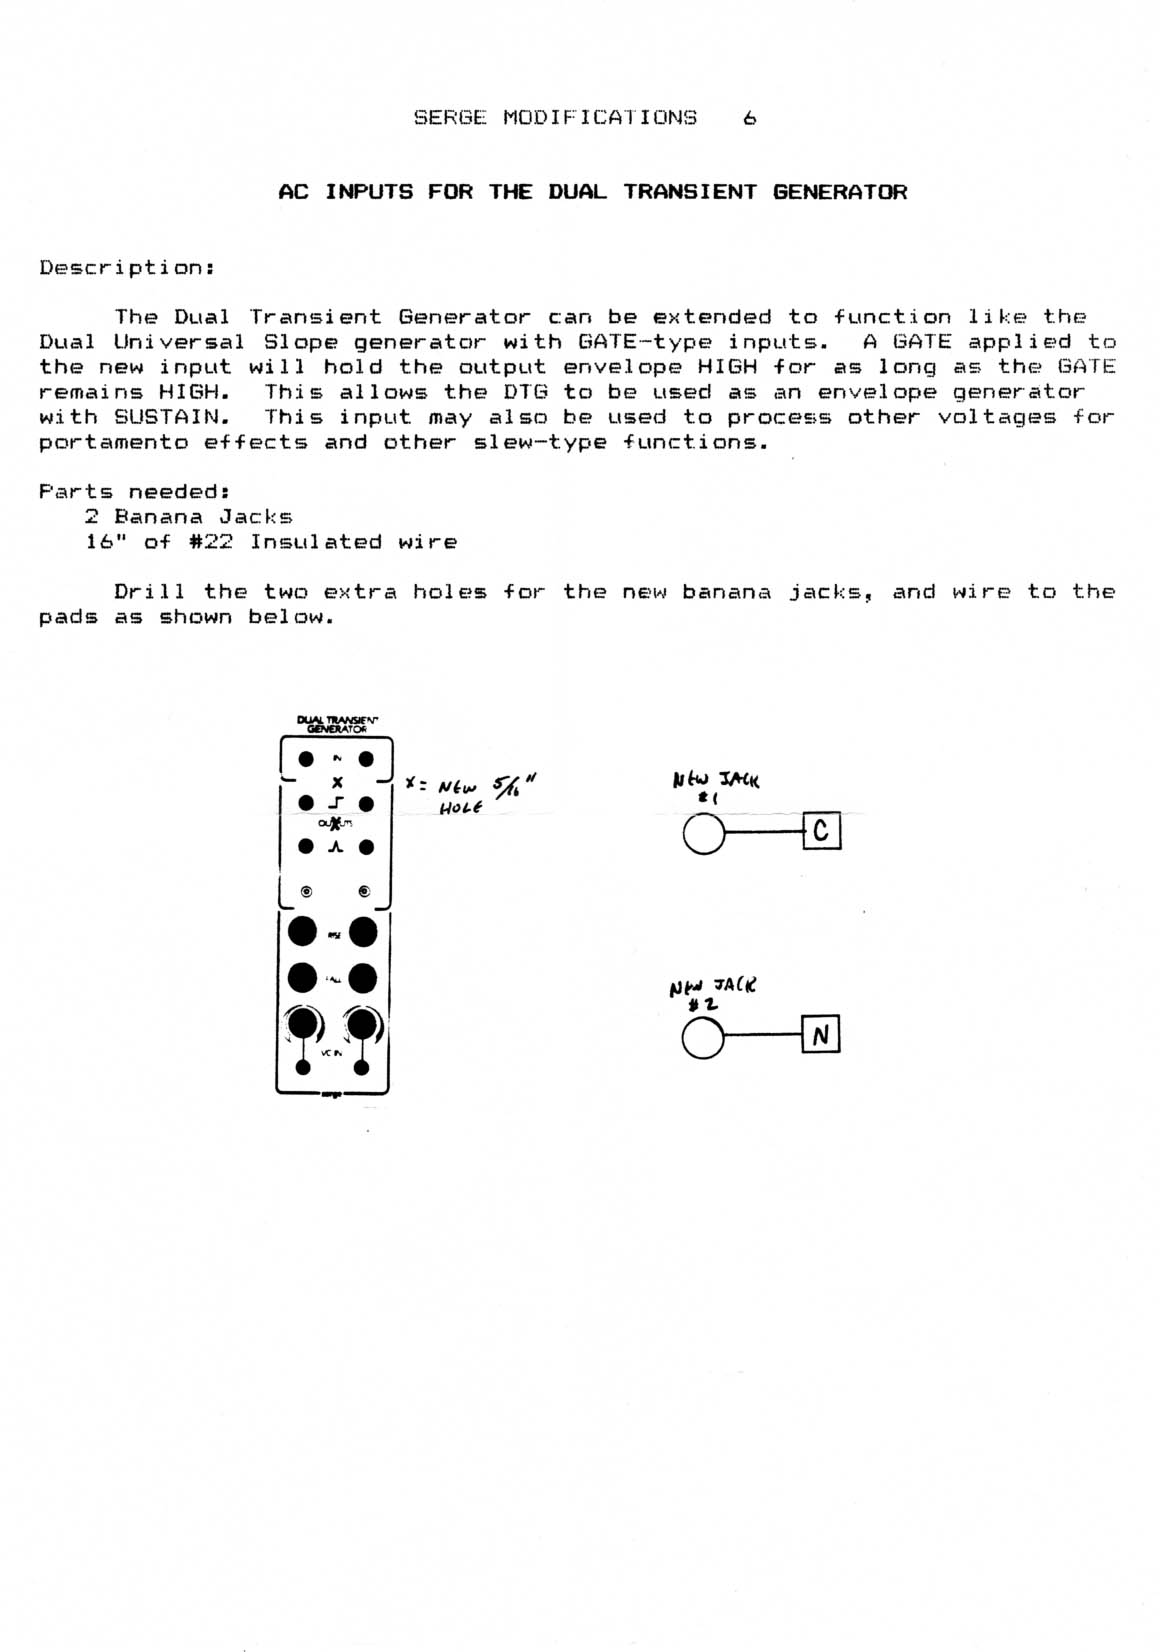 SERGE MODIFICATIONS 6
AC INPUTS FOR THE DUAL TRANSIENT GENERATOR
Description:
The Dual Transient Generator can be extended to function like the
Dual Universal Slope generator with GATE-type inputs. A GATE applied to
the new input will hold the output envelope HIGH for as long as the GATE
remains HIGH. This allows the DTG to be used as an envelope generator
with SUSTAIN. This input may also be used to process other voltages for
portamento effects and other slew-type functions.
Parts needed:
2 Banana Jacks
16" of #22 Insulated wire
Drill the two extra holes for the new banana jacks, and wire to the
pads as shown below.
DUAL TRANSIENT
GENERATOR
IN
X
X = NEW 5/16"
HOLE
RISE
FALL
VC IN
serge
NEW JACK
#1
C
NEW JACK
#2
N